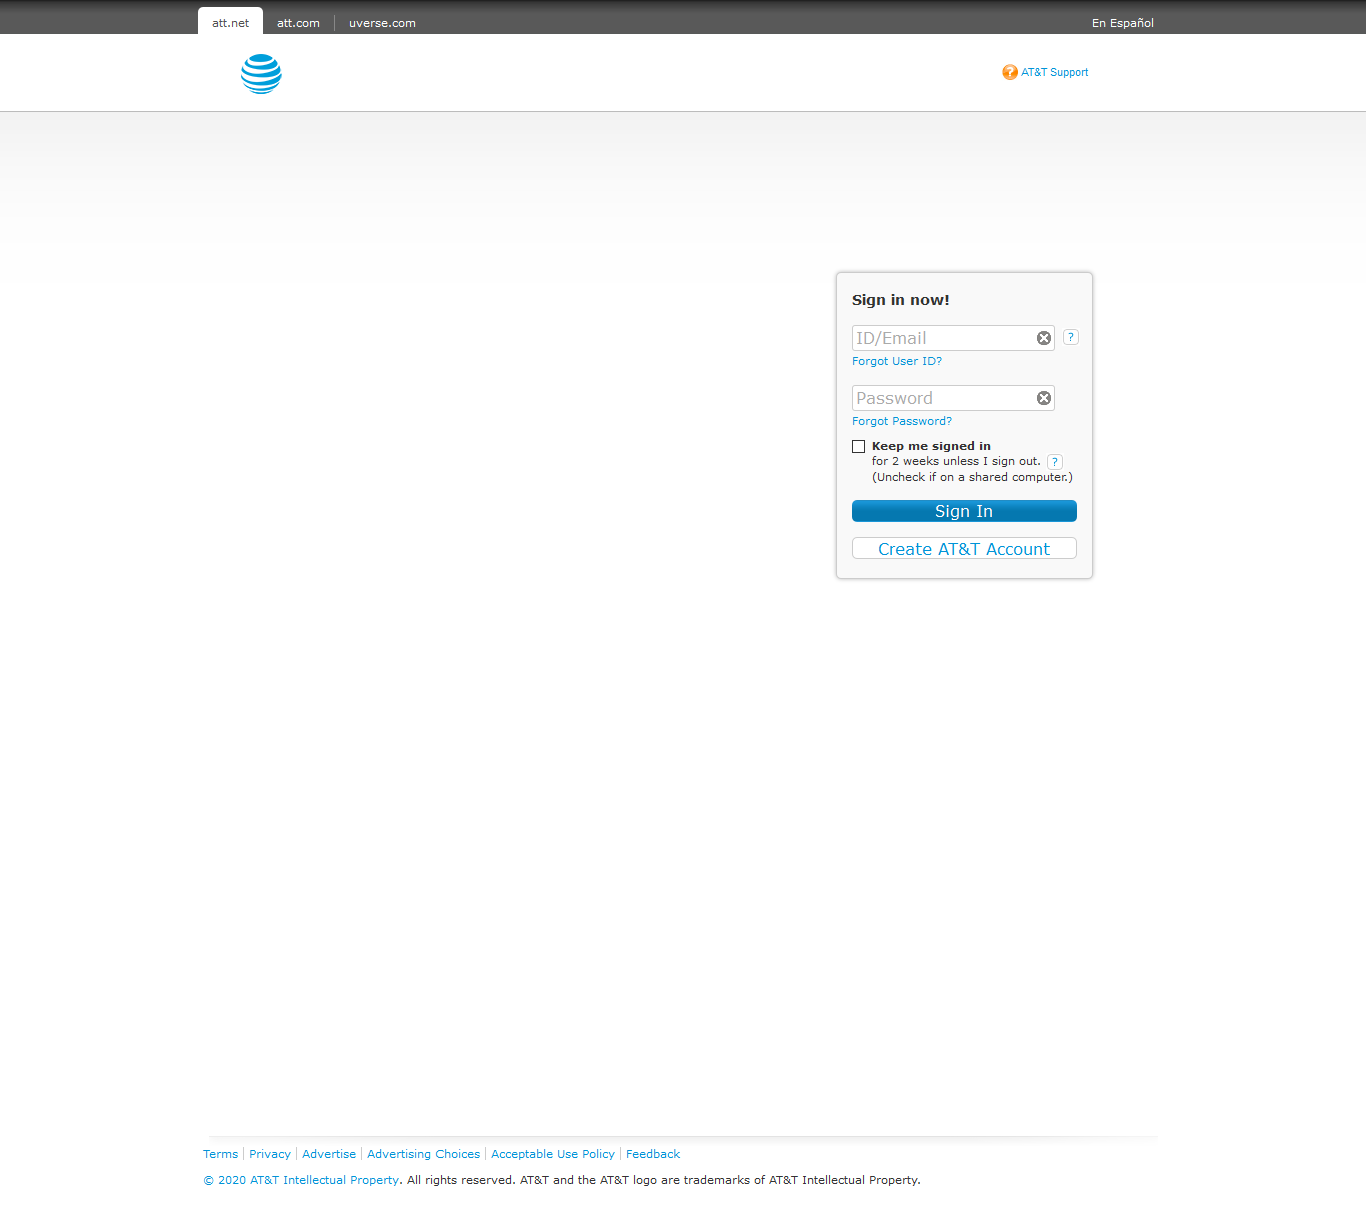 att.net att.com uverse.com En Español
AT&T Support
Sign in now!
ID/Email ?
Forgot User ID?
Password
Forgot Password?
Keep me signed in
for 2 weeks unless I sign out. ?
(Uncheck if on a shared computer.)
Sign In
Create AT&T Account
Terms Privacy Advertise Advertising Choices Acceptable Use Policy Feedback
© 2020 AT&T Intellectual Property. All rights reserved. AT&T and the AT&T logo are trademarks of AT&T Intellectual Property.